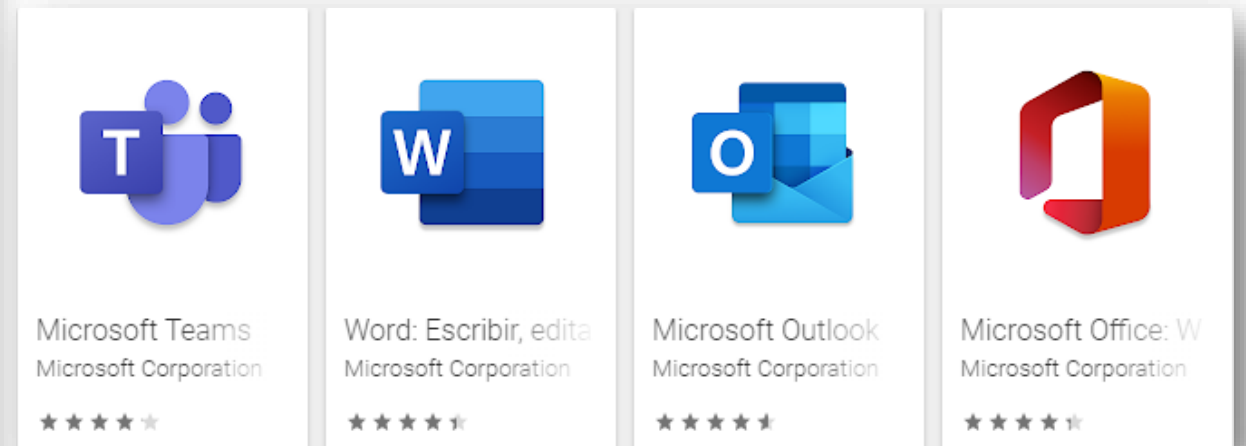 T
W
O
Microsoft Teams
Microsoft Corporation
Word: Escribir, edita
Microsoft Corporation
Microsoft Outlook
Microsoft Corporation
Microsoft Office: W
Microsoft Corporation